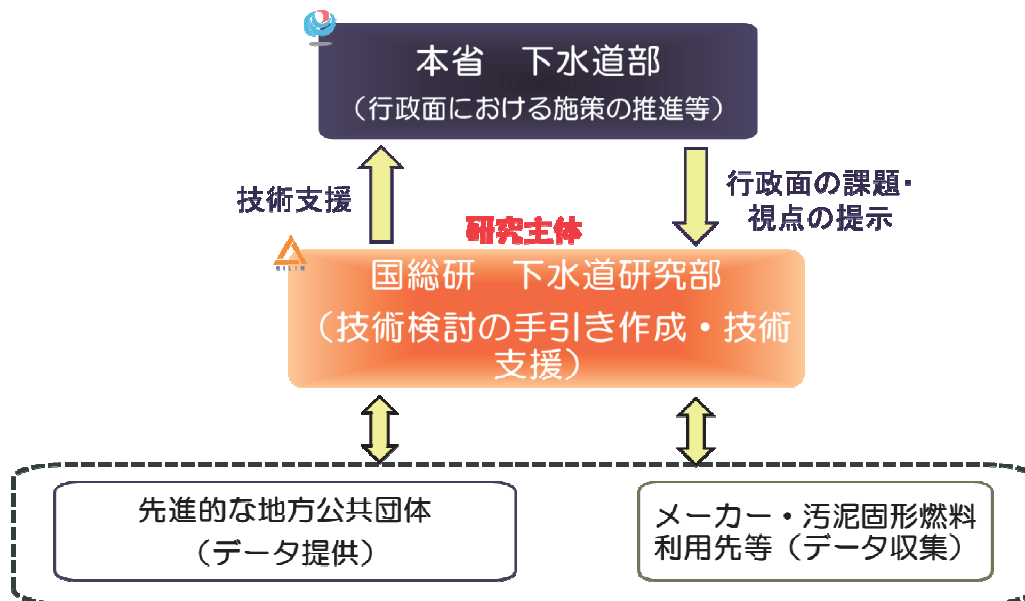 本省　下水道部
（行政面における施策の推進等）
技術支援
行政面の課題・
視点の提示
研究主体
NILIM
国総研　下水道研究部
（技術検討の手引き作成・技術
支援）
先進的な地方公共団体
（データ提供）
メーカー・汚泥固形燃料
利用先等（データ収集）